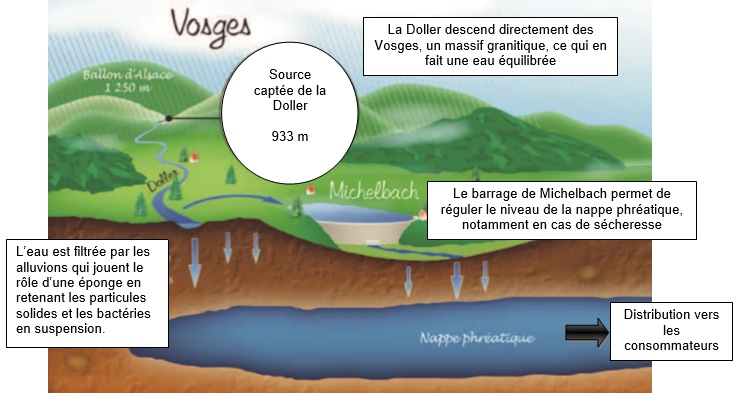 Vosges
La Doller descend directement des
Vosges, un massif granitique, ce qui en
fait une eau équilibrée
Ballon d'Alsace
1 250 m
Source
captée de la
Doller
933 m
Doller
Michelbach
Le barrage de Michelbach permet de
réguler le niveau de la nappe phréatique,
notamment en cas de sécheresse
L'eau est filtrée par les
alluvions qui jouent le
rôle d'une éponge en
retenant les particules
solides et les bactéries
en suspension.
Nappe phréatique
Distribution vers
les
consommateurs